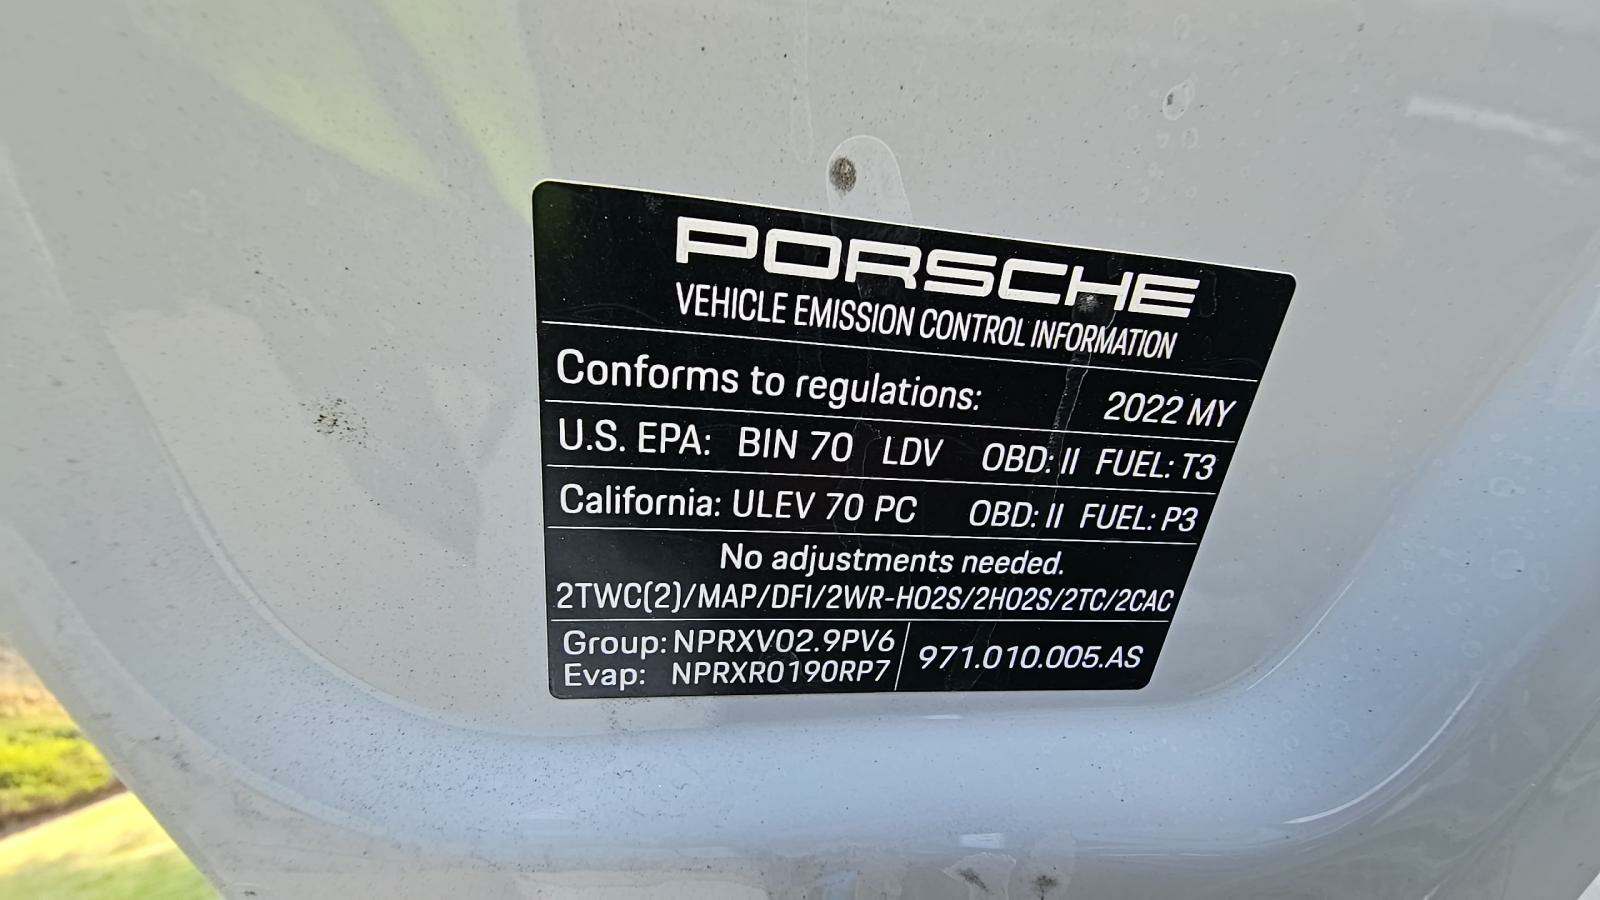 PORSCHE
VEHICLE EMISSION CONTROL INFORMATION
Conforms to regulations: 2022 MY
U.S. EPA: BIN 70 LDV OBD: II FUEL: T3
California: ULEV 70 PC OBD: II FUEL: P3
No adjustments needed.
2TWC(2)/MAP/DFI/2WR-HO2S/2HO2S/2TC/2CAC
Group: NPRXV02.9PV6
Evap: NPRXR0190RP7
971.010.005.AS